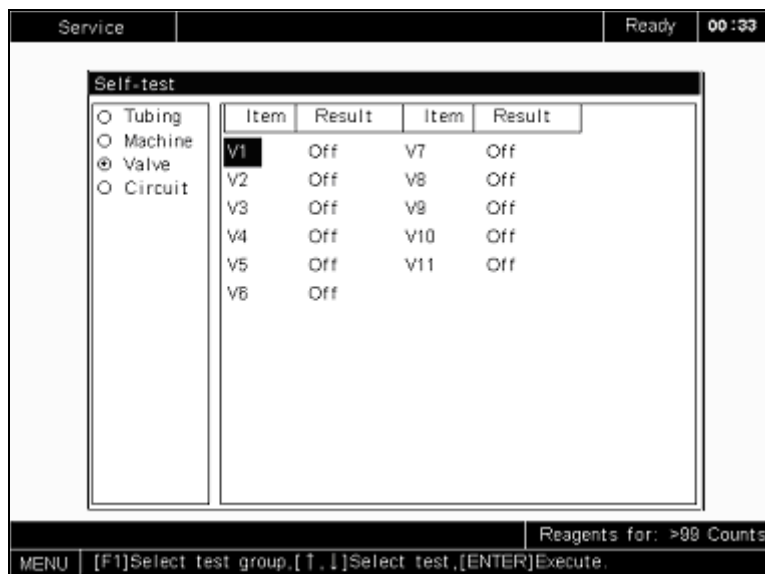 Service Ready 00:33
Self-test
Tubing
Machine
Valve
Circuit
Item Result Item Result
V1 Off V7 Off
V2 Off V8 Off
V3 Off V9 Off
V4 Off V10 Off
V5 Off V11 Off
V6 Off
Reagents for: >99 Counts
MENU [F1]Select test group,[↑,↓]Select test,[ENTER]Execute.